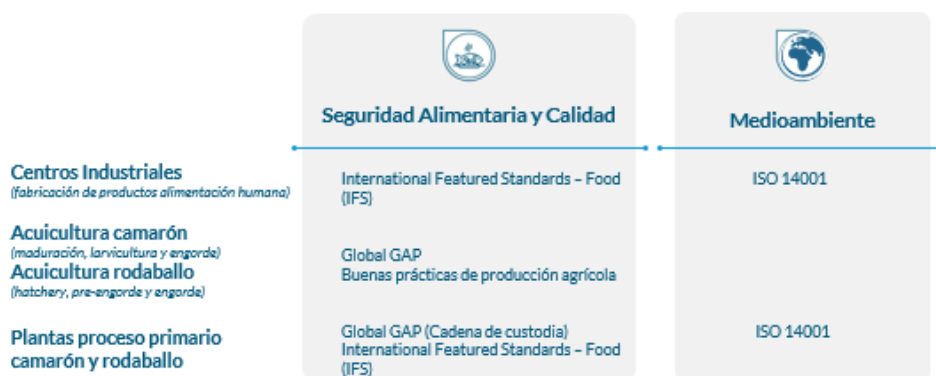 Seguridad Alimentaria y Calidad
Medioambiente
Centros Industriales
(fabricación de productos alimentación humana)
International Featured Standards – Food
(IFS)
ISO 14001
Acuicultura camarón
(maduración, larvicultura y engorde)
Acuicultura rodaballo
(hatchery, pre-engorde y engorde)
Global GAP
Buenas prácticas de producción agrícola
Plantas proceso primario
camarón y rodaballo
Global GAP (Cadena de custodia)
International Featured Standards – Food
(IFS)
ISO 14001